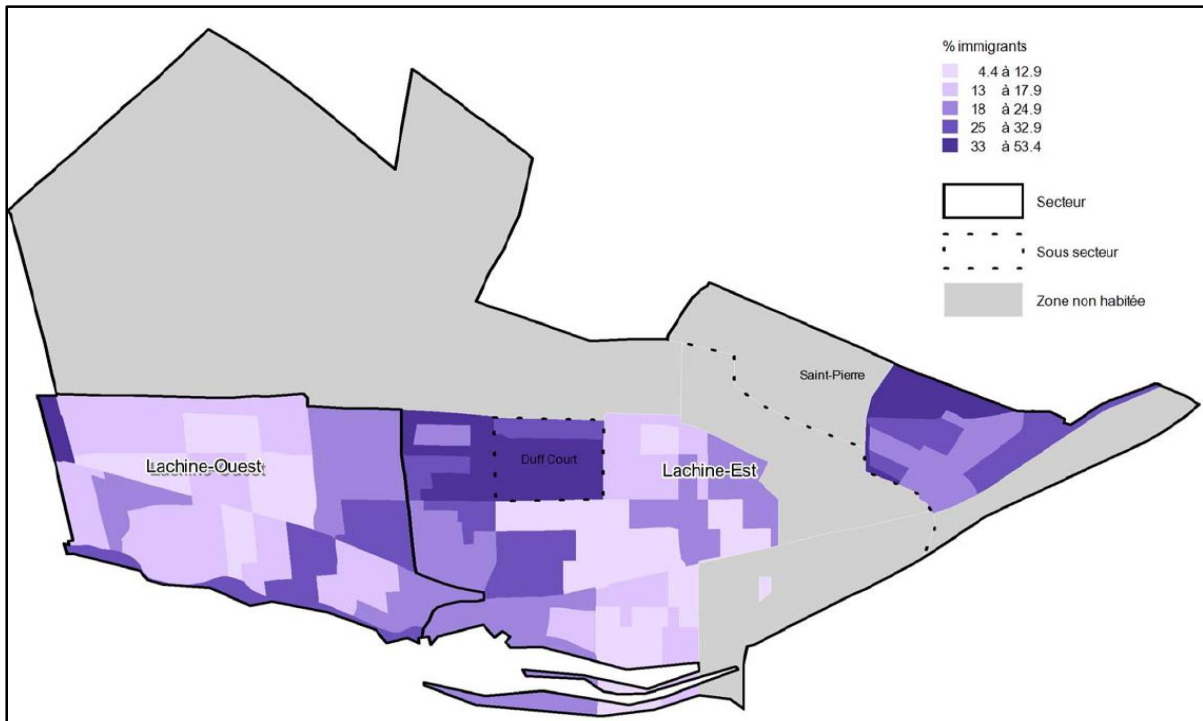 % immigrants
4.4 à 12.9
13 à 17.9
18 à 24.9
25 à 32.9
33 à 53.4
Secteur
Sous secteur
Zone non habitée
Saint-Pierre
Lachine-Ouest
Duff Court
Lachine-Est